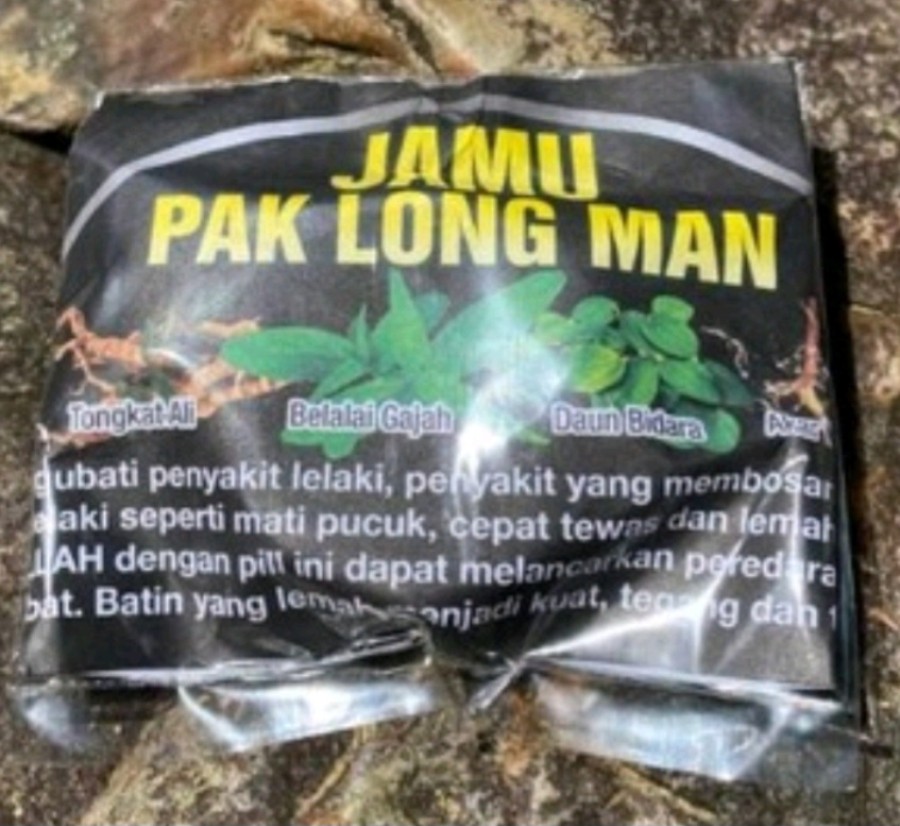 JAMU
PAK LONG MAN
Tongkat Ali Belalai Gajah Daun Bidara
gubati penyakit lelaki, penyakit yang membosan
elaki seperti mati pucuk, cepat tewas dan lemah
LAH dengan pill ini dapat melancarkan peredara
bat. Batin yang lemah menjadi kuat, tegang dan